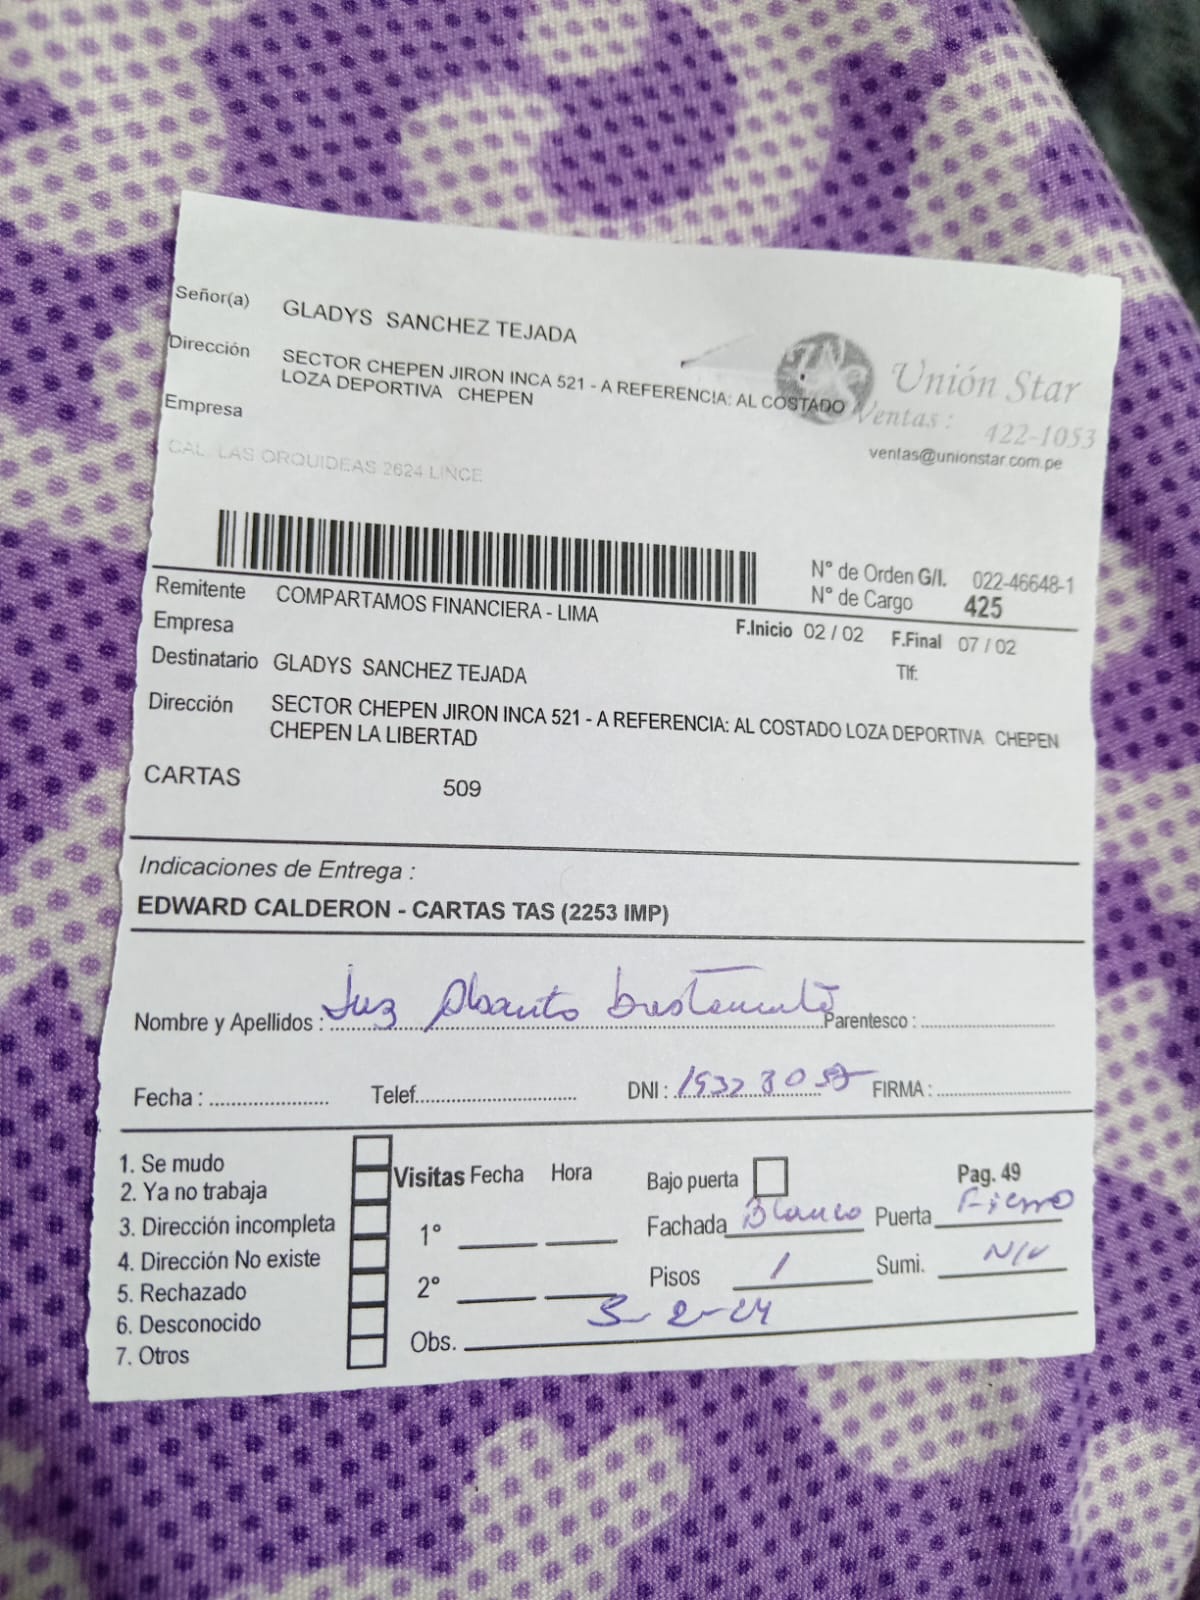 Señor(a) GLADYS SANCHEZ TEJADA
Dirección SECTOR CHEPEN JIRON INCA 521 - A REFERENCIA: AL COSTADO
LOZA DEPORTIVA CHEPEN
Unión Star
Ventas : 422-1053
ventas@unionstar.com.pe
Empresa
CAL. LAS ORQUIDEAS 2624 LINCE
N° de Orden G/I. 022-46648-1
N° de Cargo 425
Remitente COMPARTAMOS FINANCIERA - LIMA
F.Inicio 02 / 02 F.Final 07 / 02
Empresa
Tlf:
Destinatario GLADYS SANCHEZ TEJADA
Dirección SECTOR CHEPEN JIRON INCA 521 - A REFERENCIA: AL COSTADO LOZA DEPORTIVA CHEPEN
CHEPEN LA LIBERTAD
CARTAS 509
Indicaciones de Entrega :
EDWARD CALDERON - CARTAS TAS (2253 IMP)
Nombre y Apellidos : Luz Abanto Parentesco :
Fecha : Telef. DNI : FIRMA :
1. Se mudo
2. Ya no trabaja
3. Dirección incompleta
4. Dirección No existe
5. Rechazado
6. Desconocido
7. Otros
Visitas Fecha Hora
1°
2°
Bajo puerta Pag. 49
Fachada Blanco Puerta Fierro
Pisos 1 Sumi. N/V
Obs. 5-2-24